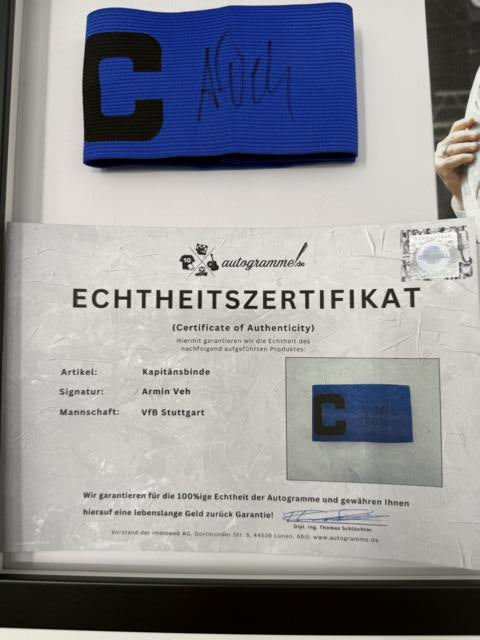 C
A Veh
10
autogramme!.de
ECHTHEITSZERTIFIKAT
(Certificate of Authenticity)
Hiermit garantieren wir die Echtheit des
nachfolgend aufgeführten Produktes:
Artikel: Kapitänsbinde
Signatur: Armin Veh
Mannschaft: VfB Stuttgart
C
Wir garantieren für die 100%ige Echtheit der Autogramme und gewähren Ihnen
hierauf eine lebenslange Geld zurück Garantie!
Dipl. Ing. Thomas Schlüchter
Vorstand der immoweb AG, Dortmunder Str. 5, 44536 Lünen, Abtl. www.autogramme.de